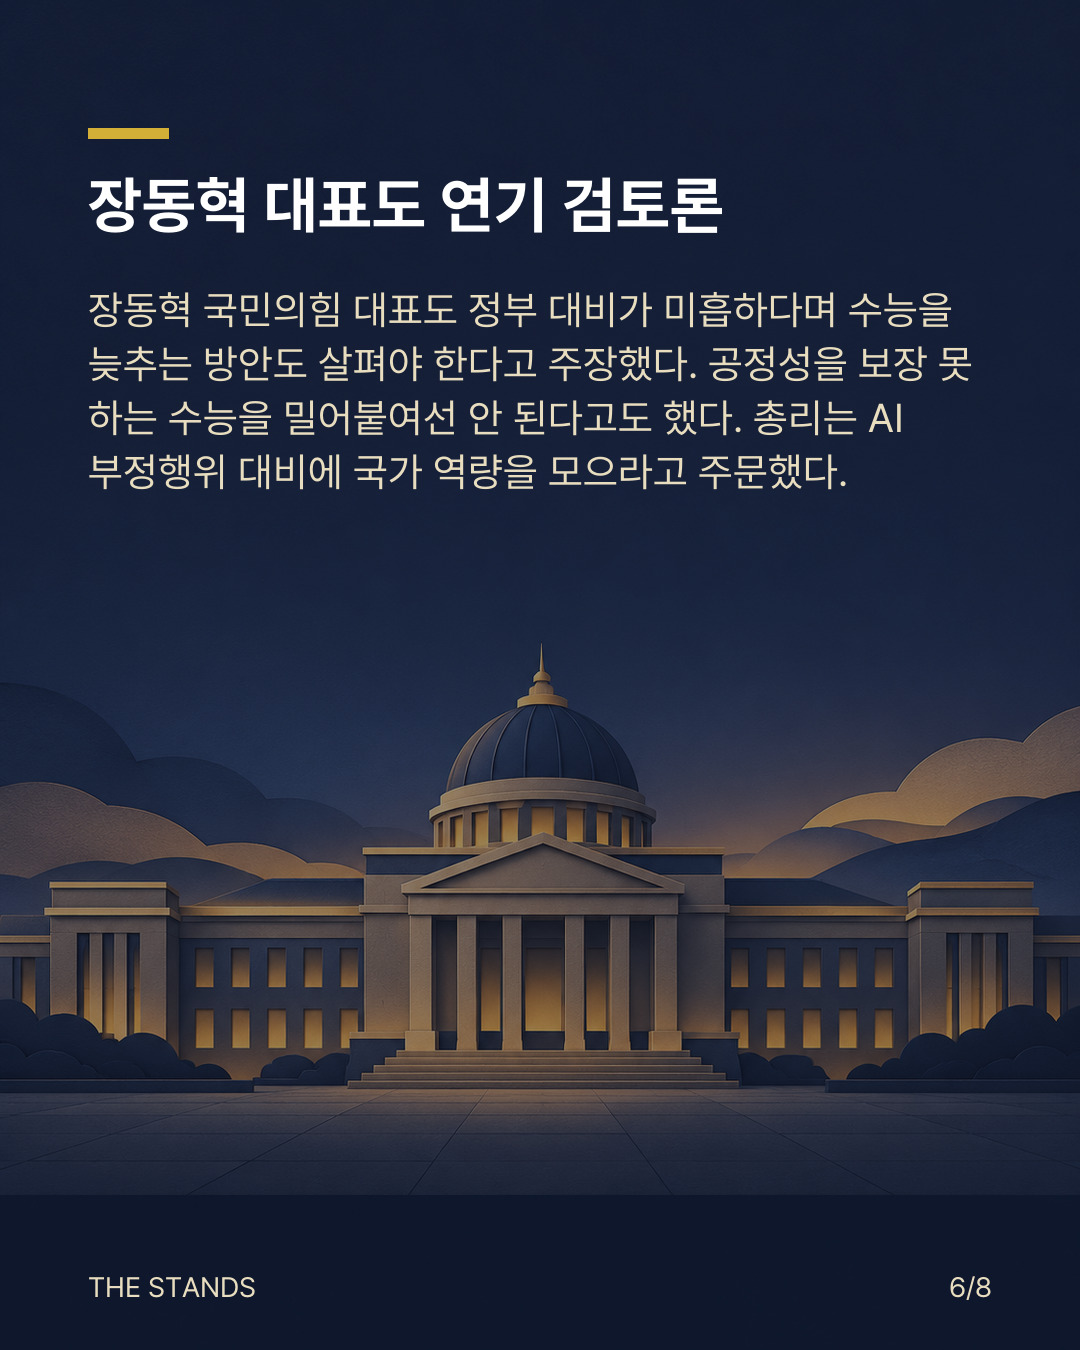 장동혁 대표도 연기 검토론
장동혁 국민의힘 대표도 정부 대비가 미흡하다며 수능을
늦추는 방안도 살펴야 한다고 주장했다. 공정성을 보장 못
하는 수능을 밀어붙여선 안 된다고도 했다. 총리는 AI
부정행위 대비에 국가 역량을 모으라고 주문했다.
THE STANDS
6/8